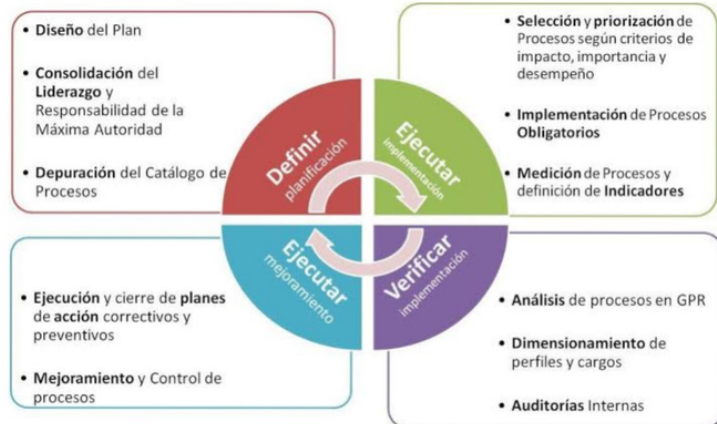 • Diseño del Plan
• Consolidación del
Liderazgo y
Responsabilidad de la
Máxima Autoridad
• Depuración del Catálogo de
Procesos
Definir
planificación
Ejecutar
implementación
• Selección y priorización de
Procesos según criterios de
impacto, importancia y
desempeño
• Implementación de Procesos
Obligatorios
• Medición de Procesos y
definición de Indicadores
• Ejecución y cierre de planes
de acción correctivos y
preventivos
• Mejoramiento y Control de
procesos
Ejecutar
mejoramiento
Verificar
implementación
• Análisis de procesos en GPR
• Dimensionamiento de
perfiles y cargos
• Auditorías Internas